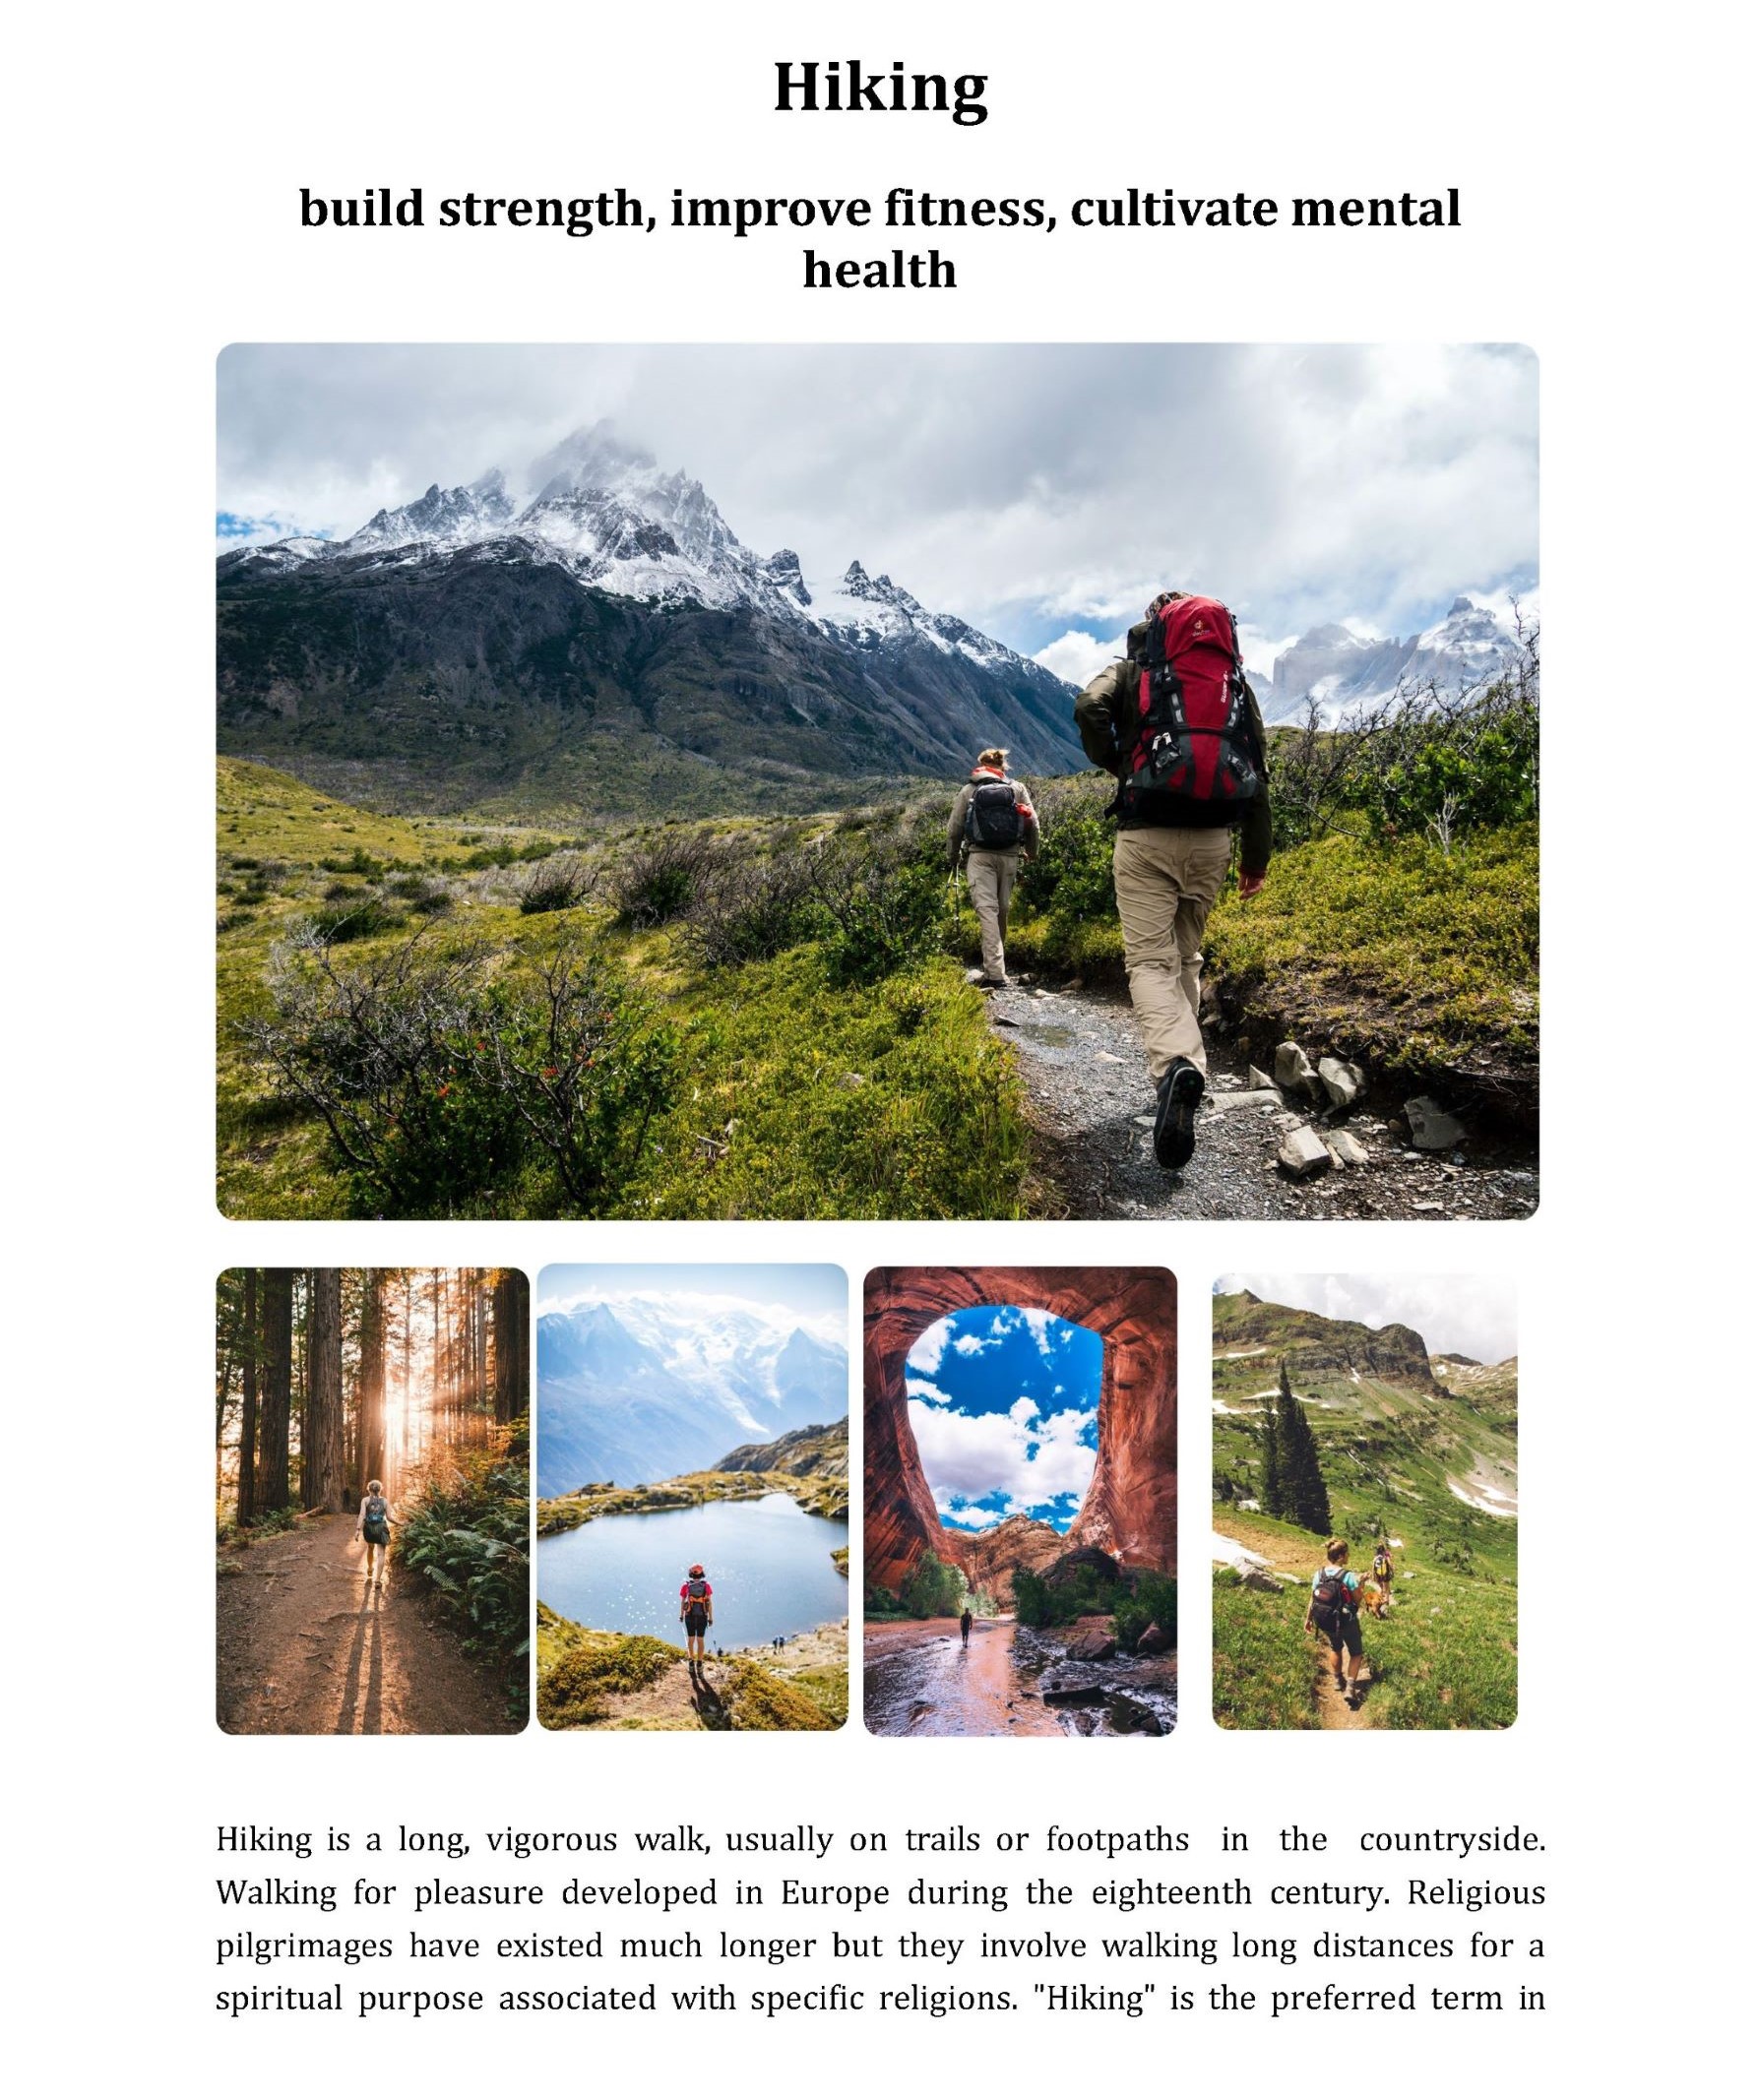 Hiking
build strength, improve fitness, cultivate mental
health
Hiking is a long, vigorous walk, usually on trails or footpaths in the countryside.
Walking for pleasure developed in Europe during the eighteenth century. Religious
pilgrimages have existed much longer but they involve walking long distances for a
spiritual purpose associated with specific religions. "Hiking" is the preferred term in